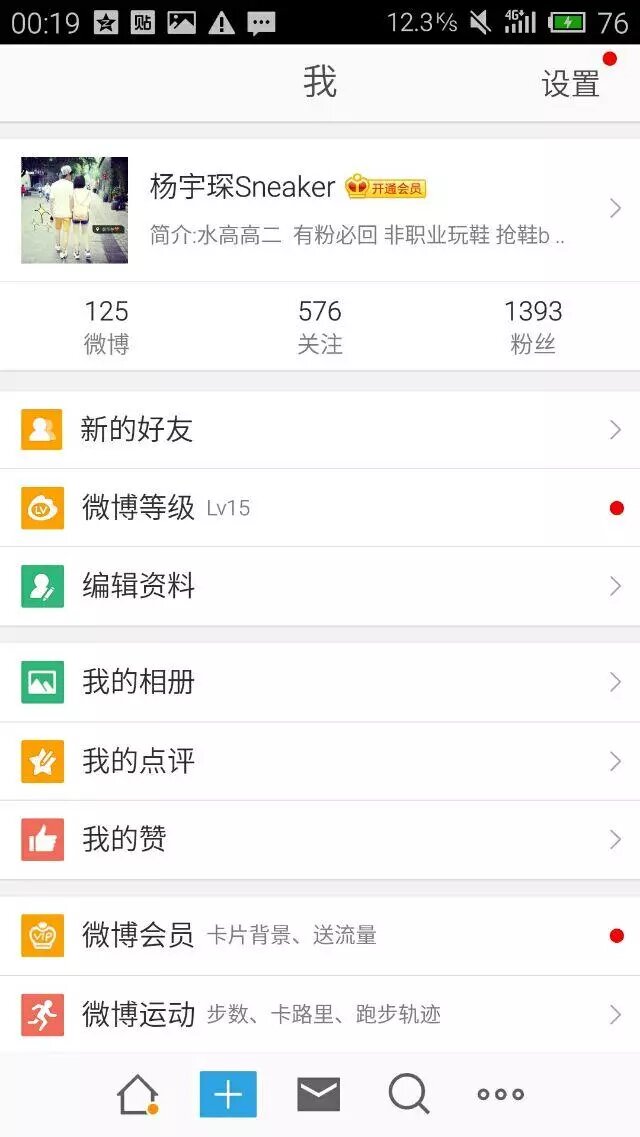 00:19 贴 12.3K/s 4G+ 76
我 设置
杨宇琛Sneaker 开通会员
简介:水高高二 有粉必回 非职业玩鞋 抢鞋b ..
125 576 1393
微博 关注 粉丝
新的好友
LV 微博等级 Lv15
编辑资料
我的相册
我的点评
我的赞
VIP 微博会员 卡片背景、送流量
微博运动 步数、卡路里、跑步轨迹